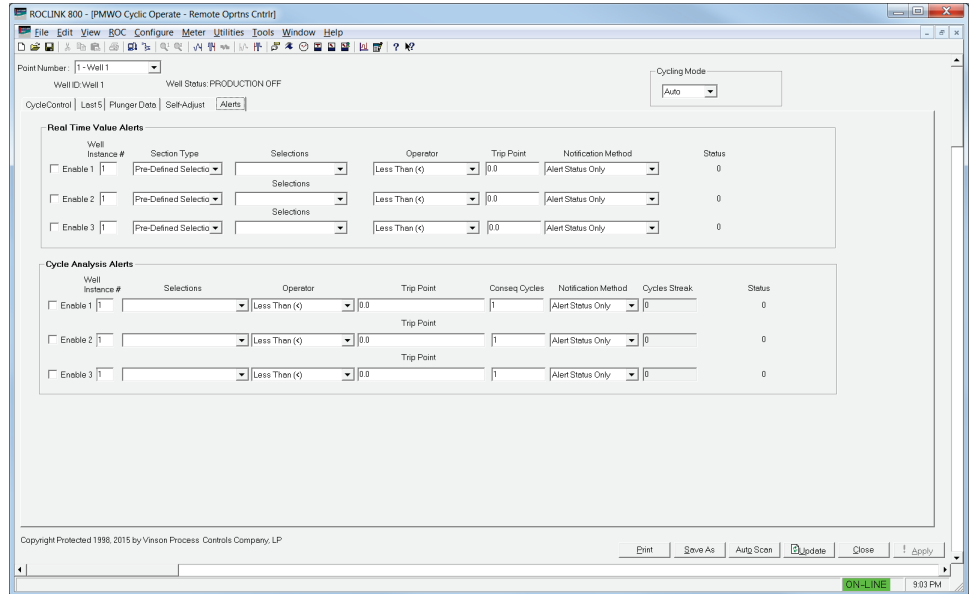 ROCLINK 800 - [PMWO Cyclic Operate - Remote Oprtns Cntrlr]
File Edit View ROC Configure Meter Utilities Tools Window Help
Point Number: 1 - Well 1
Cycling Mode
Well ID: Well 1 Well Status: PRODUCTION OFF
Auto
CycleControl Last 5 Plunger Data Self-Adjust Alerts
Real Time Value Alerts
Well
Instance # Section Type Selections Operator Trip Point Notification Method Status
Enable 1 1 Pre-Defined Selectio Less Than (<) 0.0 Alert Status Only 0
Selections
Enable 2 1 Pre-Defined Selectio Less Than (<) 0.0 Alert Status Only 0
Selections
Enable 3 1 Pre-Defined Selectio Less Than (<) 0.0 Alert Status Only 0
Cycle Analysis Alerts
Well
Instance # Selections Operator Trip Point Conseq Cycles Notification Method Cycles Streak Status
Enable 1 1 Less Than (<) 0.0 1 Alert Status Only 0 0
Trip Point
Enable 2 1 Less Than (<) 0.0 1 Alert Status Only 0 0
Trip Point
Enable 3 1 Less Than (<) 0.0 1 Alert Status Only 0 0
Copyright Protected 1998, 2015 by Vinson Process Controls Company, LP
Print Save As Auto Scan Update Close ! Apply
ON-LINE 9:03 PM